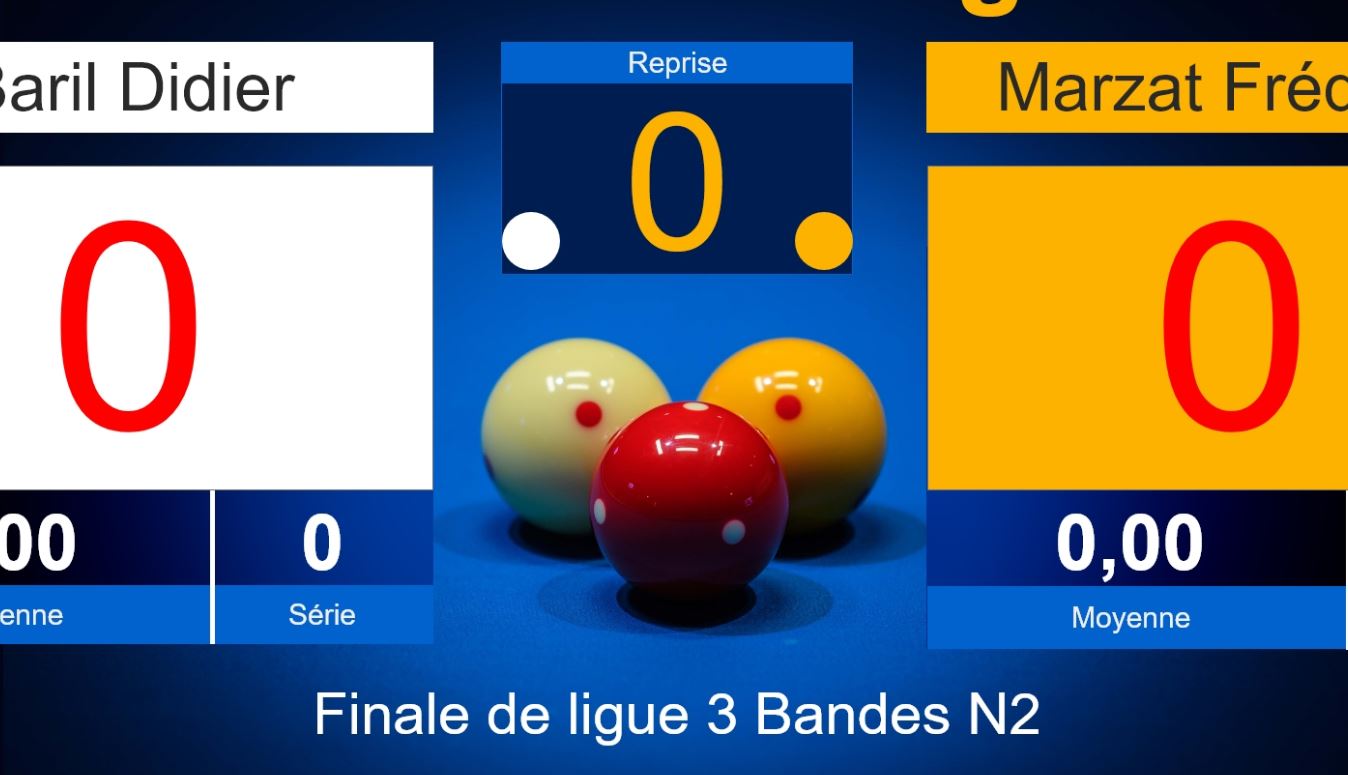 Reprise
Baril Didier
0
Marzat Fréd
0
0
00
0
0,00
enne
Série
Moyenne
Finale de ligue 3 Bandes N2